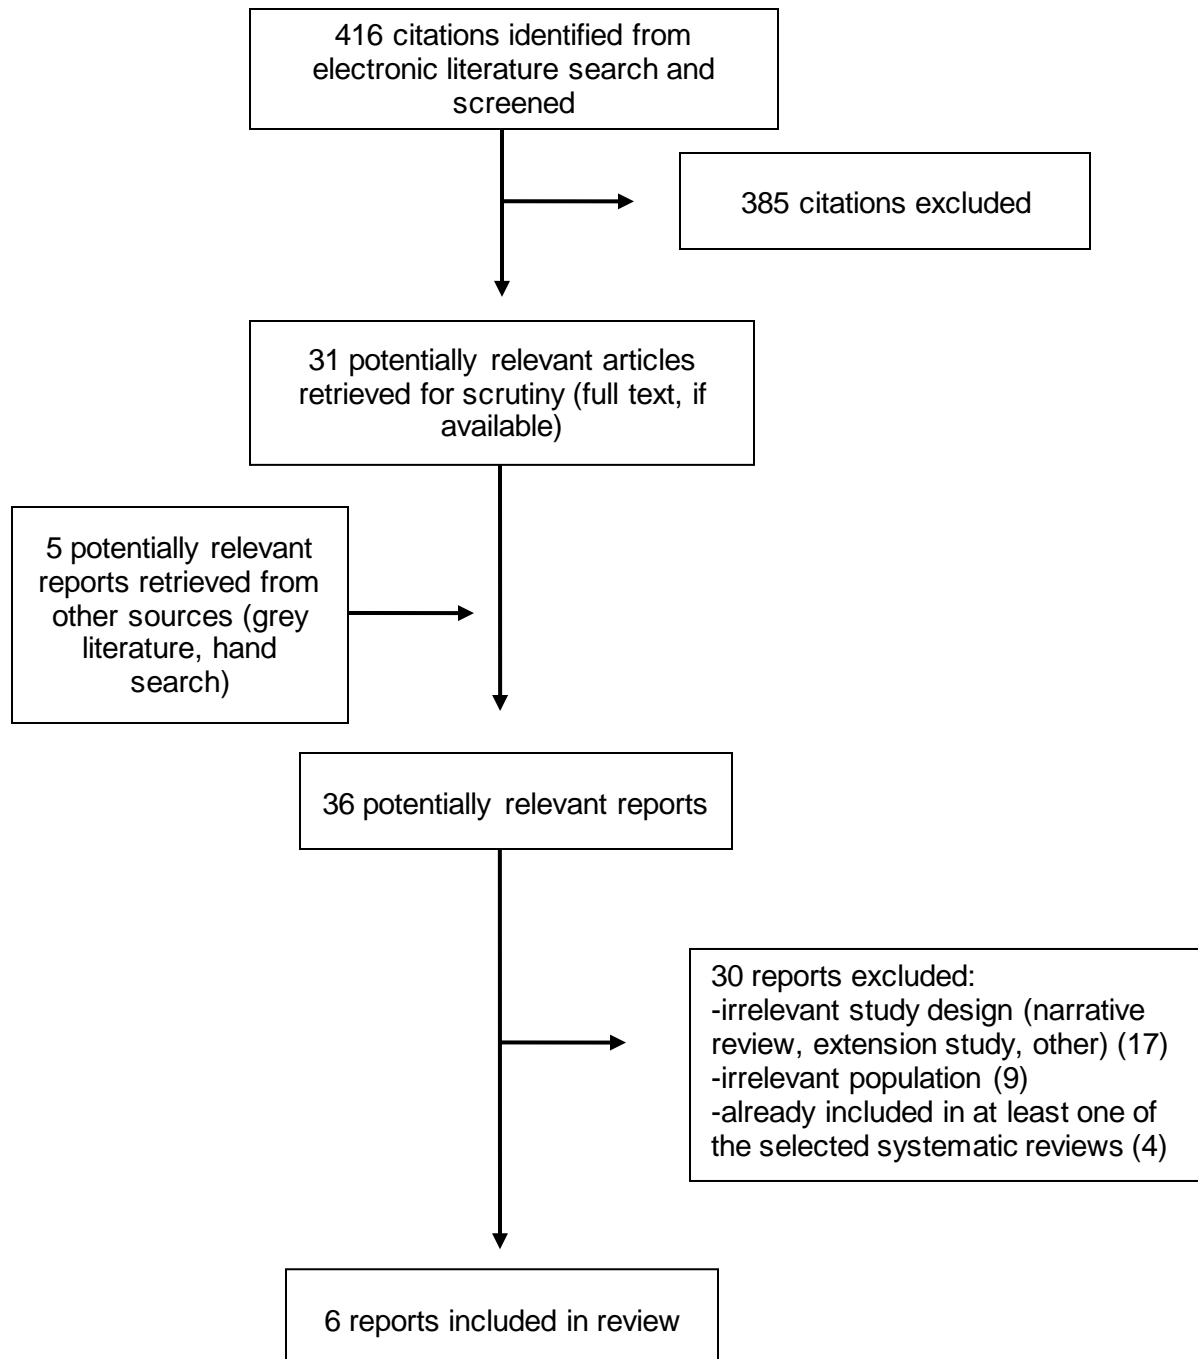 416 citations identified from
electronic literature search and
screened
385 citations excluded
31 potentially relevant articles
retrieved for scrutiny (full text, if
available)
5 potentially relevant
reports retrieved from
other sources (grey
literature, hand
search)
36 potentially relevant reports
30 reports excluded:
-irrelevant study design (narrative
review, extension study, other) (17)
-irrelevant population (9)
-already included in at least one of
the selected systematic reviews (4)
6 reports included in review